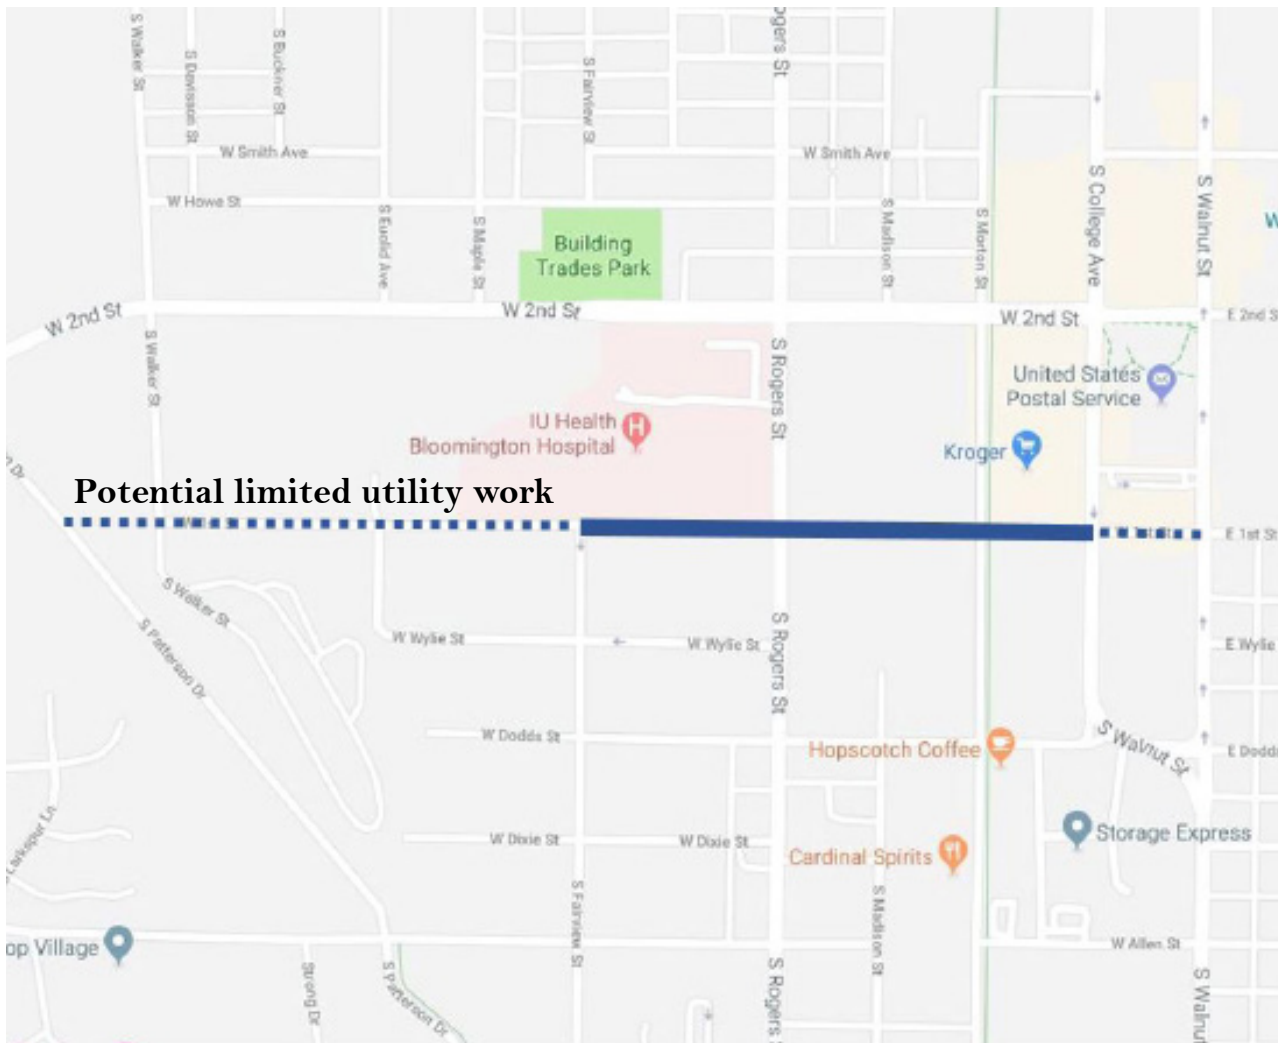 S Walker St
S Davisson St
S Buckner St
S Fairview St
ogers St
W Smith Ave
W Smith Ave
W Howe St
S Euclid Ave
S Maple St
Building
Trades Park
S Madison St
S Morton St
S College Ave
S Walnut St
W
W 2nd St
W 2nd St
W 2nd St
E 2nd S
S Walker St
S Rogers St
United States
Postal Service
IU Health
Bloomington Hospital
H
Kroger
n Dr
Potential limited utility work
E 1st St
S Walker St
S Patterson Dr
W Wylie St
W Wylie St
S Rogers St
E Wylie
W Dodds St
Hopscotch Coffee
S Walnut St
E Dodds
Larkspur Ln
W Dixie St
W Dixie St
Cardinal Spirits
Storage Express
S Fairview St
S Madison St
op Village
W Allen St
Strong Dr
S Patterson Dr
S Rogers
S Walnut